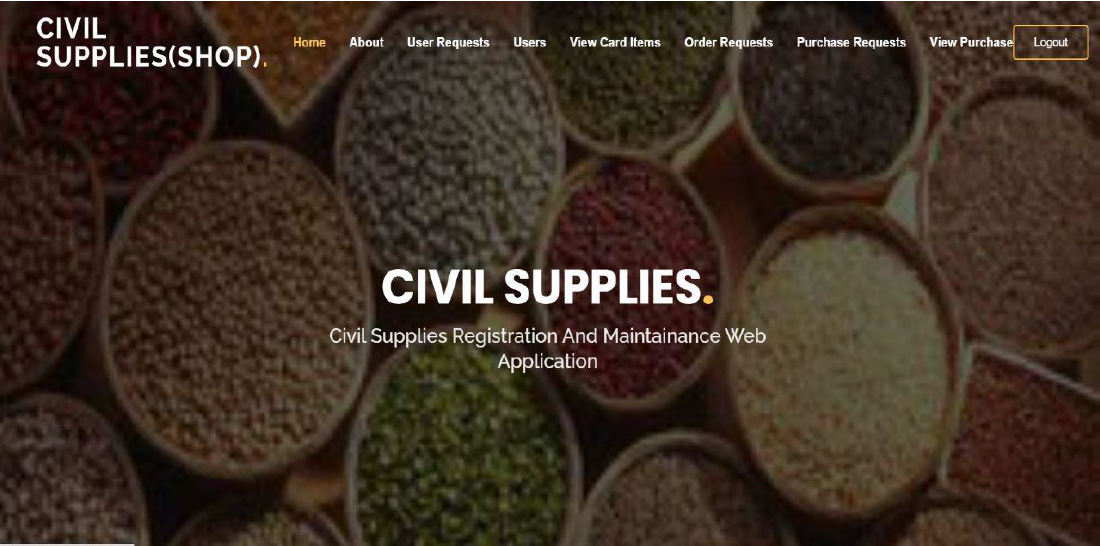 CIVIL
SUPPLIES(SHOP).
Home About User Requests Users View Card Items Order Requests Purchase Requests View Purchase Logout
CIVIL SUPPLIES.
Civil Supplies Registration And Maintainance Web
Application